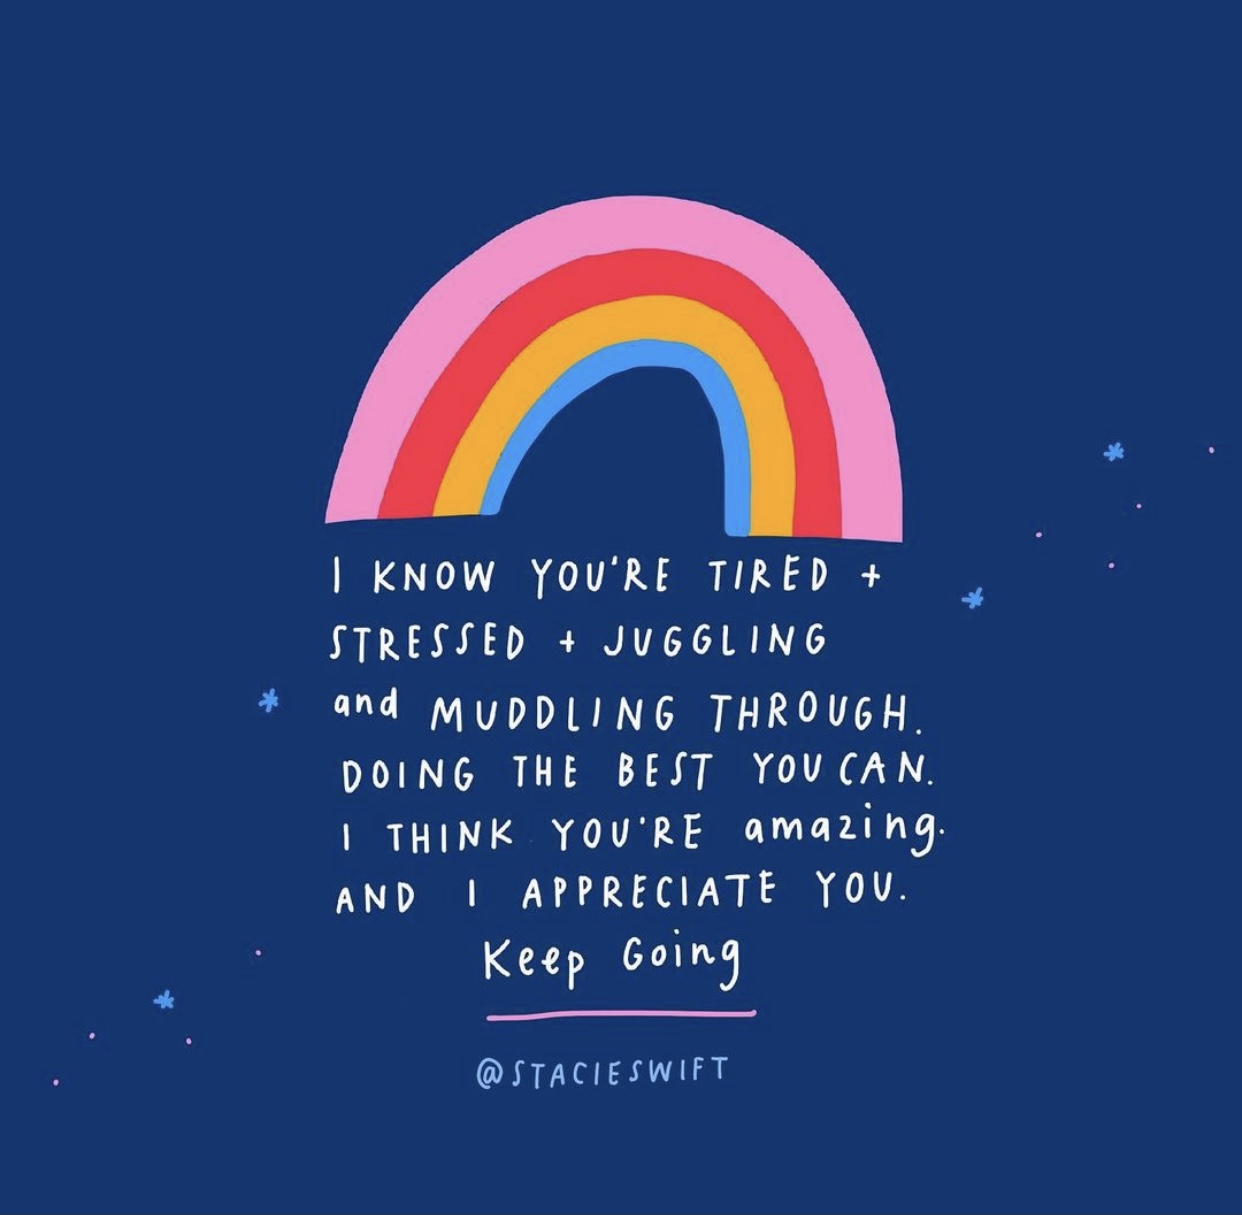 I KNOW YOU'RE TIRED +
STRESSED + JUGGLING
and MUDDLING THROUGH.
DOING THE BEST YOU CAN.
I THINK YOU'RE amazing.
AND I APPRECIATE YOU.
Keep Going
@STACIESWIFT